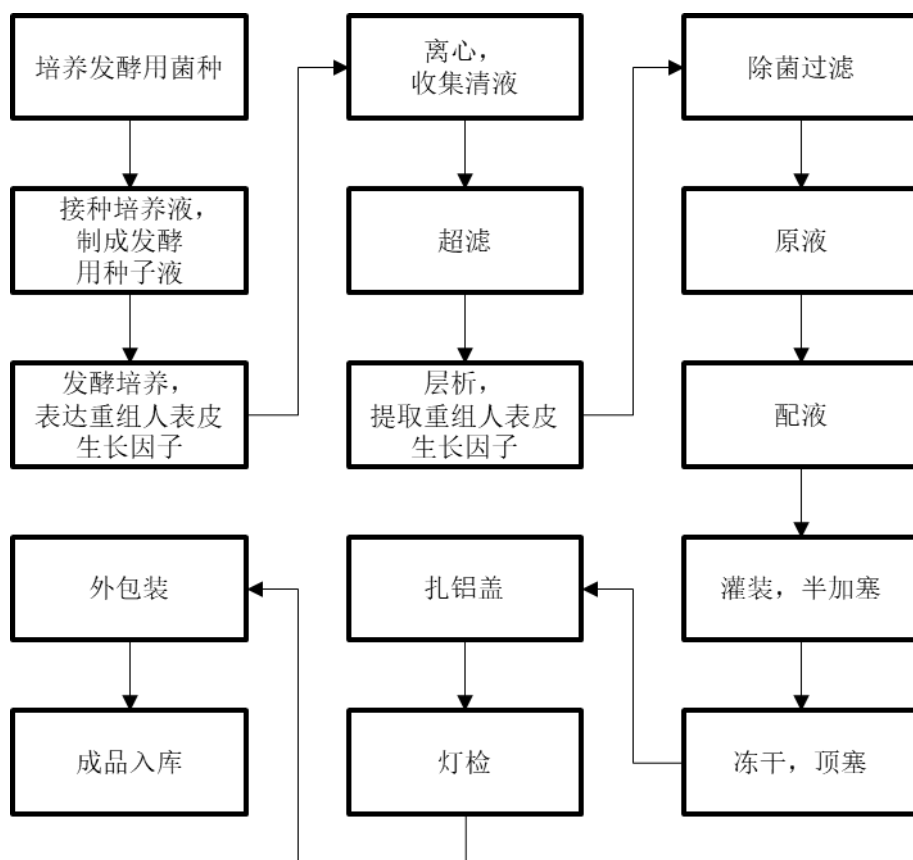 培养发酵用菌种
接种培养液，
制成发酵
用种子液
发酵培养，
表达重组人表皮
生长因子
离心，
收集清液
超滤
层析，
提取重组人表皮
生长因子
除菌过滤
原液
配液
灌装，半加塞
冻干，顶塞
扎铝盖
灯检
外包装
成品入库